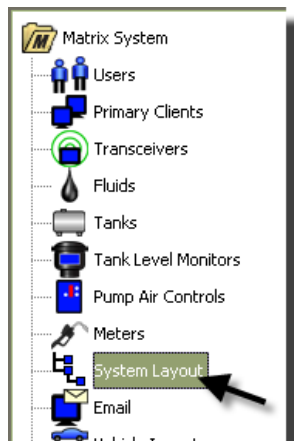 Matrix System
Users
Primary Clients
Transceivers
Fluids
Tanks
Tank Level Monitors
Pump Air Controls
Meters
System Layout
Email